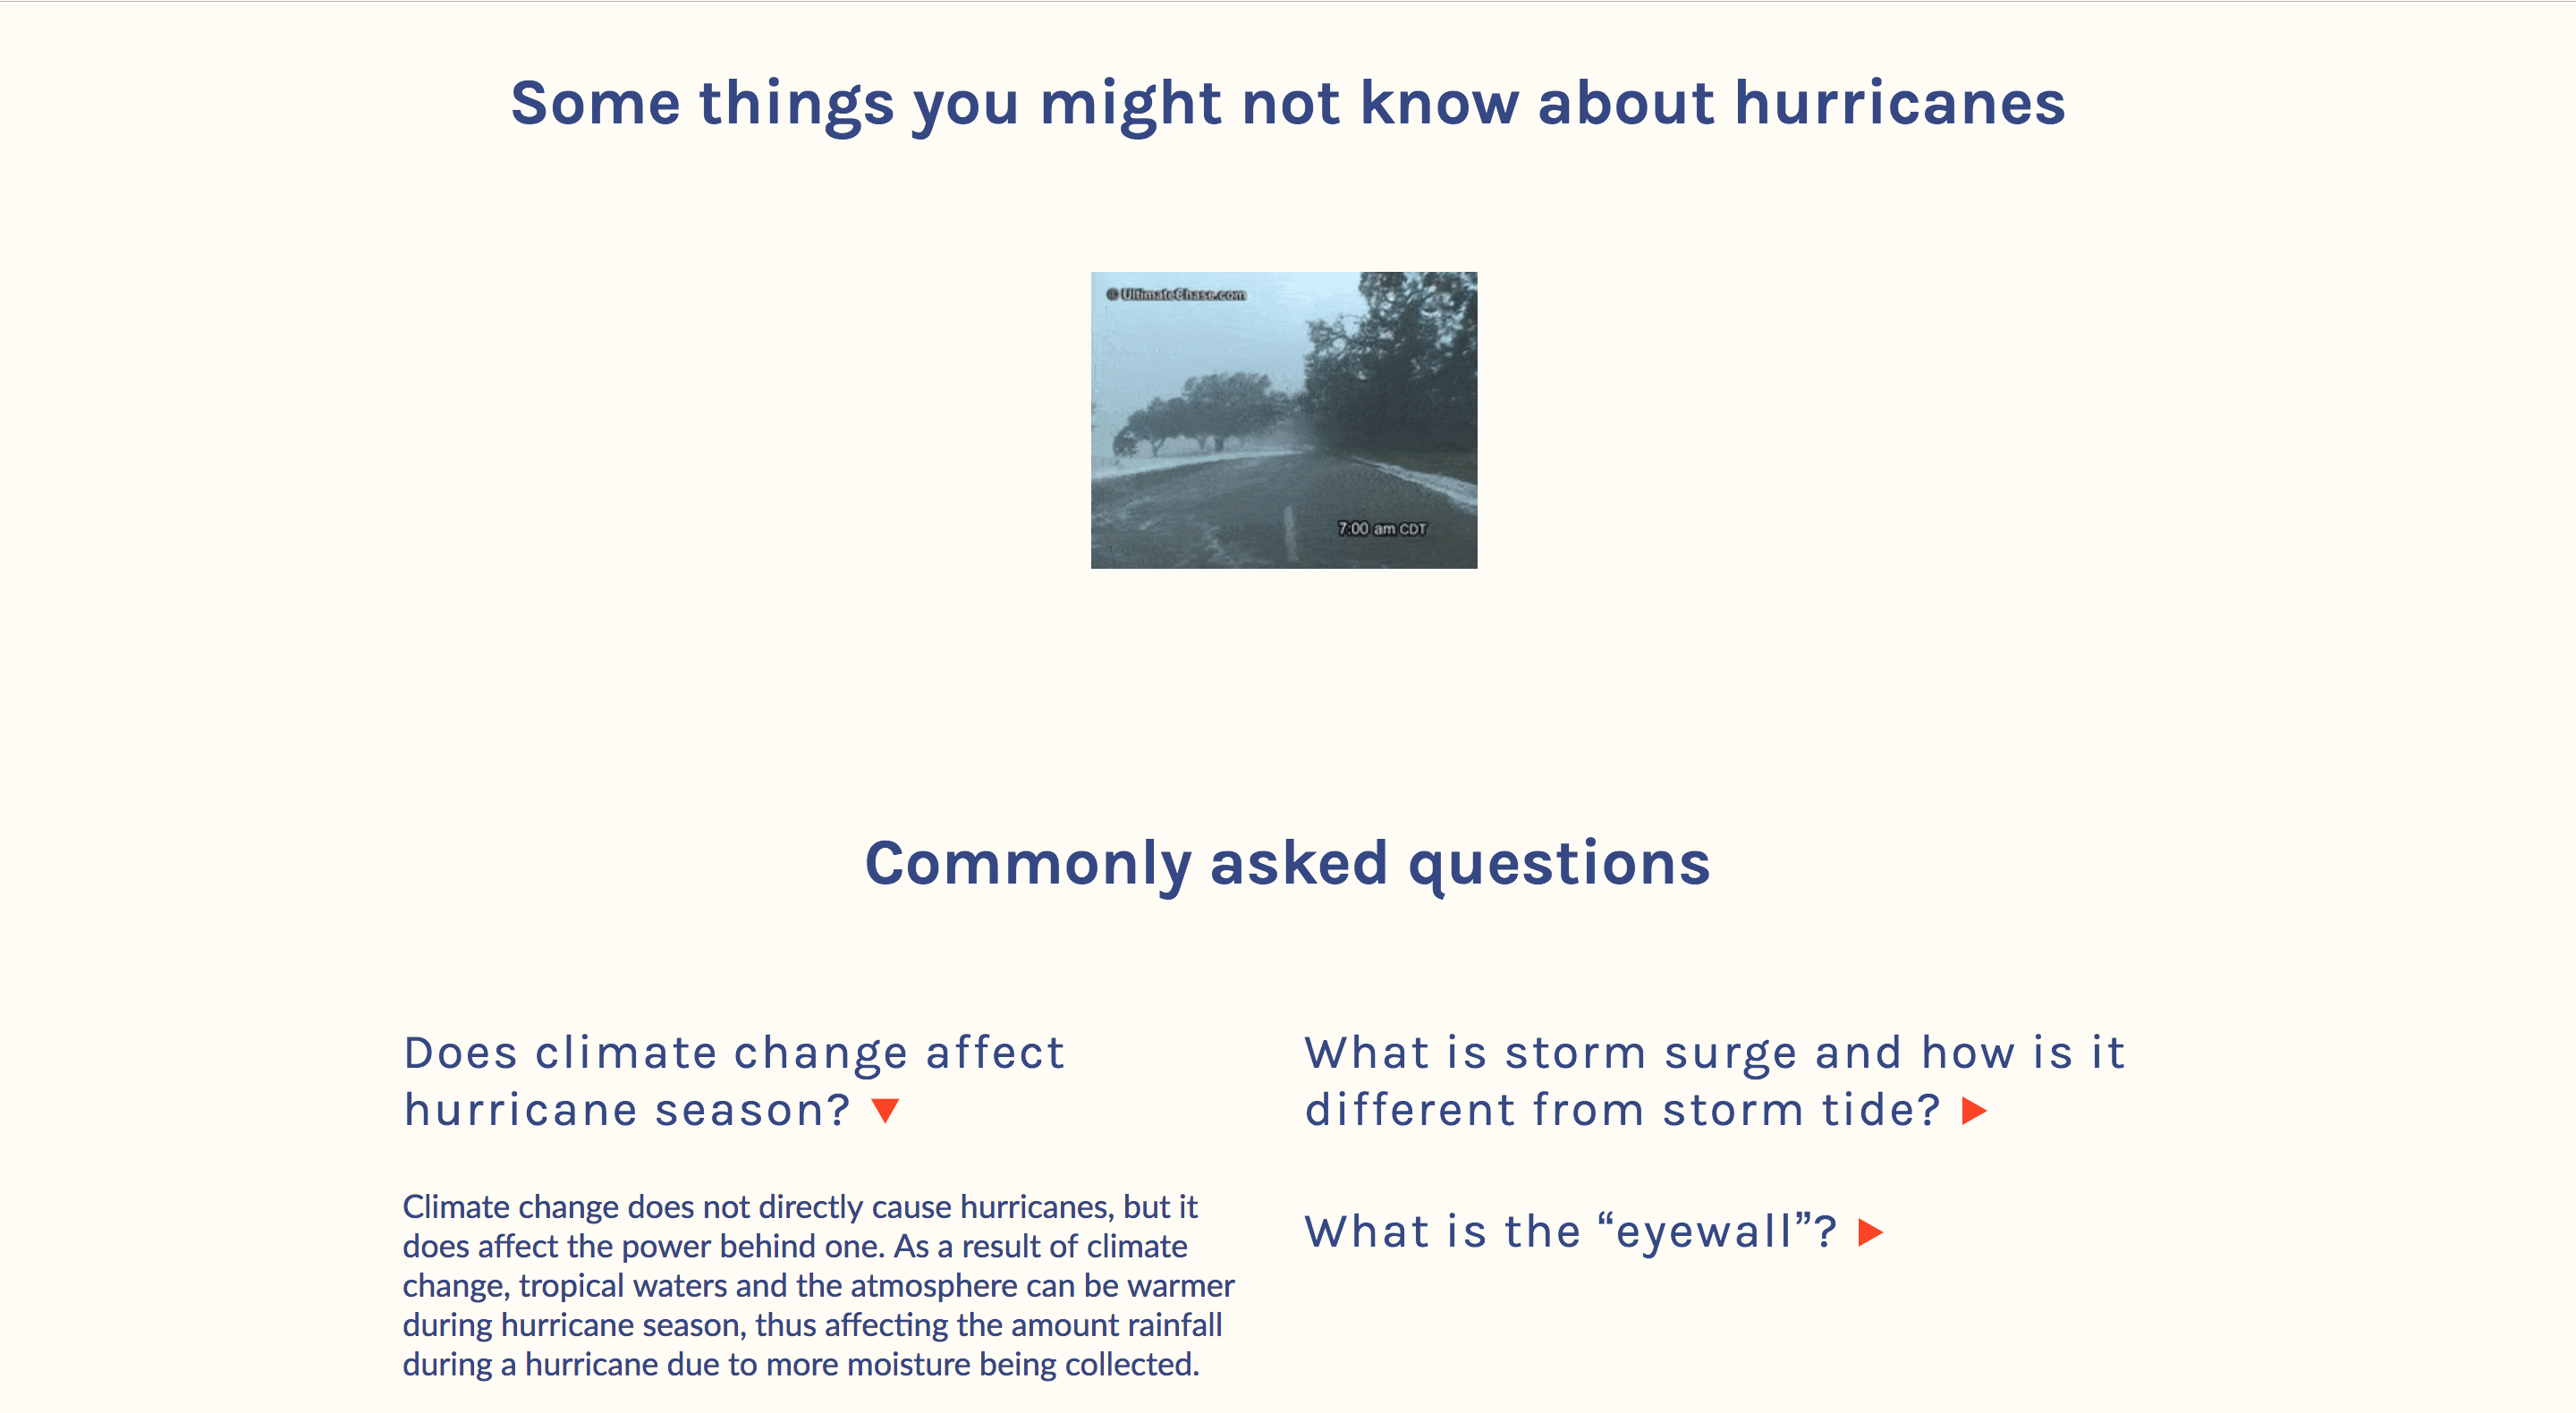 Some things you might not know about hurricanes
© UltimateChase.com
7:00 am CDT
Commonly asked questions
Does climate change affect
hurricane season?
Climate change does not directly cause hurricanes, but it
does affect the power behind one. As a result of climate
change, tropical waters and the atmosphere can be warmer
during hurricane season, thus affecting the amount rainfall
during a hurricane due to more moisture being collected.
What is storm surge and how is it
different from storm tide?
What is the “eyewall”?